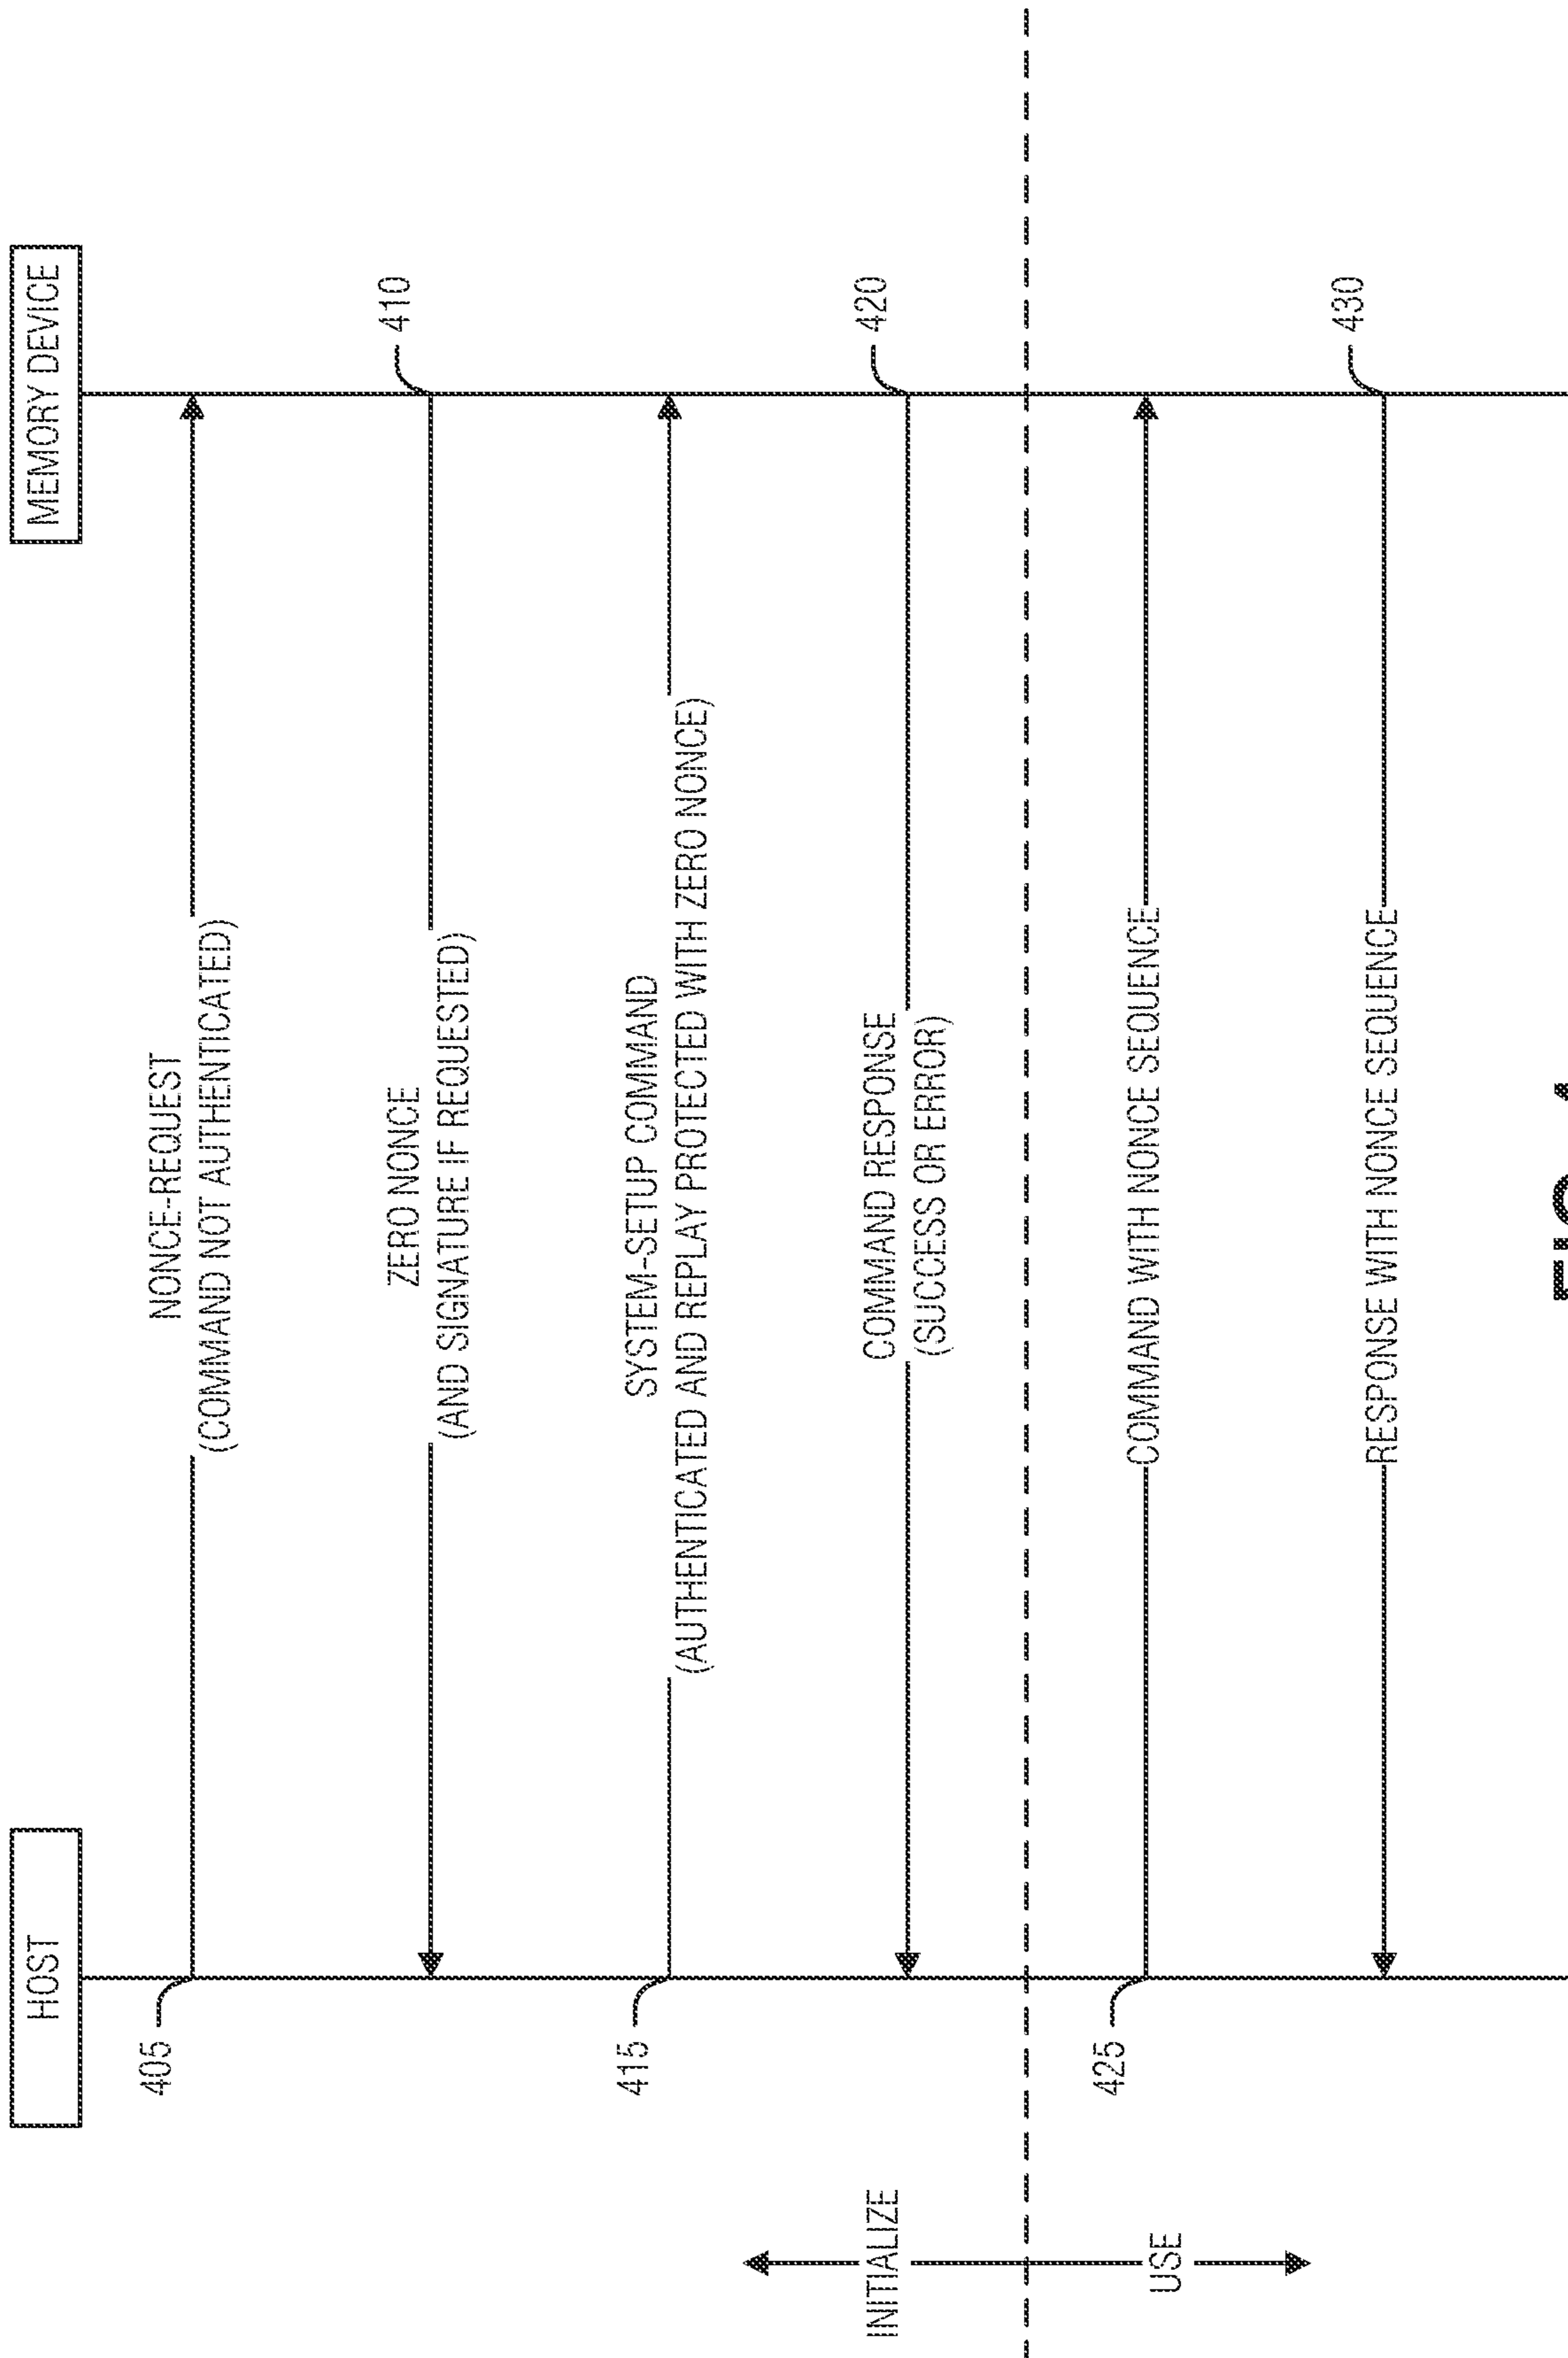 HOST
MEMORY DEVICE
405
NONCE-REQUEST
(COMMAND NOT AUTHENTICATED)
410
ZERO NONCE
(AND SIGNATURE IF REQUESTED)
415
SYSTEM-SETUP COMMAND
(AUTHENTICATED AND REPLAY PROTECTED WITH ZERO NONCE)
420
COMMAND RESPONSE
(SUCCESS OR ERROR)
INITIALIZE
USE
425
COMMAND WITH NONCE SEQUENCE
430
RESPONSE WITH NONCE SEQUENCE